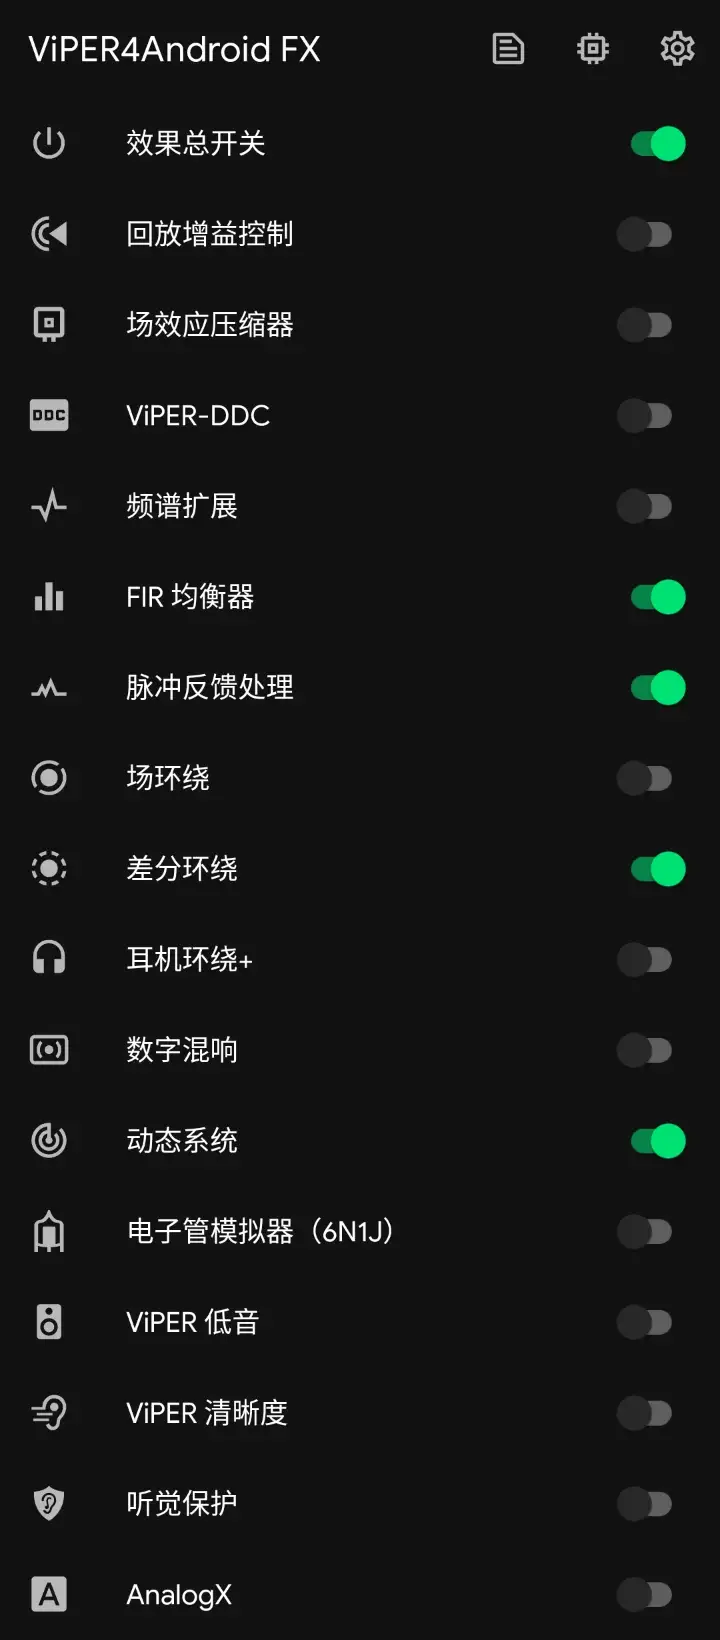 ViPER4Android FX
效果总开关
回放增益控制
场效应压缩器
DDC
ViPER-DDC
频谱扩展
FIR 均衡器
脉冲反馈处理
场环绕
差分环绕
耳机环绕+
数字混响
动态系统
电子管模拟器（6N1J）
ViPER 低音
ViPER 清晰度
听觉保护
A
AnalogX